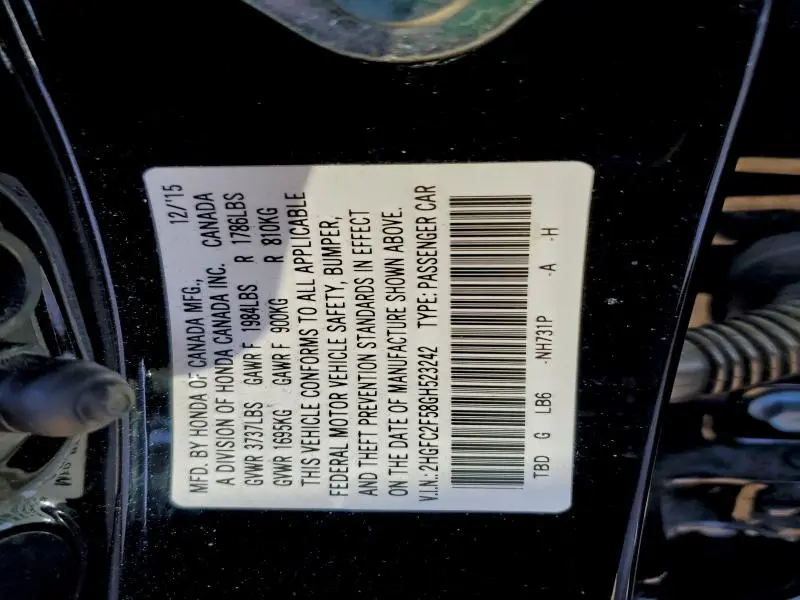 MFD. BY HONDA OF CANADA MFG., 12/'15
A DIVISION OF HONDA CANADA INC. CANADA
GVWR 3737LBS GAWR F 1984LBS R 1786LBS
GVWR 1695KG GAWR F 900KG R 810KG
THIS VEHICLE CONFORMS TO ALL APPLICABLE
FEDERAL MOTOR VEHICLE SAFETY, BUMPER,
AND THEFT PREVENTION STANDARDS IN EFFECT
ON THE DATE OF MANUFACTURE SHOWN ABOVE.
V.I.N.: 2HGFC2F58GH523242 TYPE: PASSENGER CAR
TBD G LB6 -NH731P -A -H